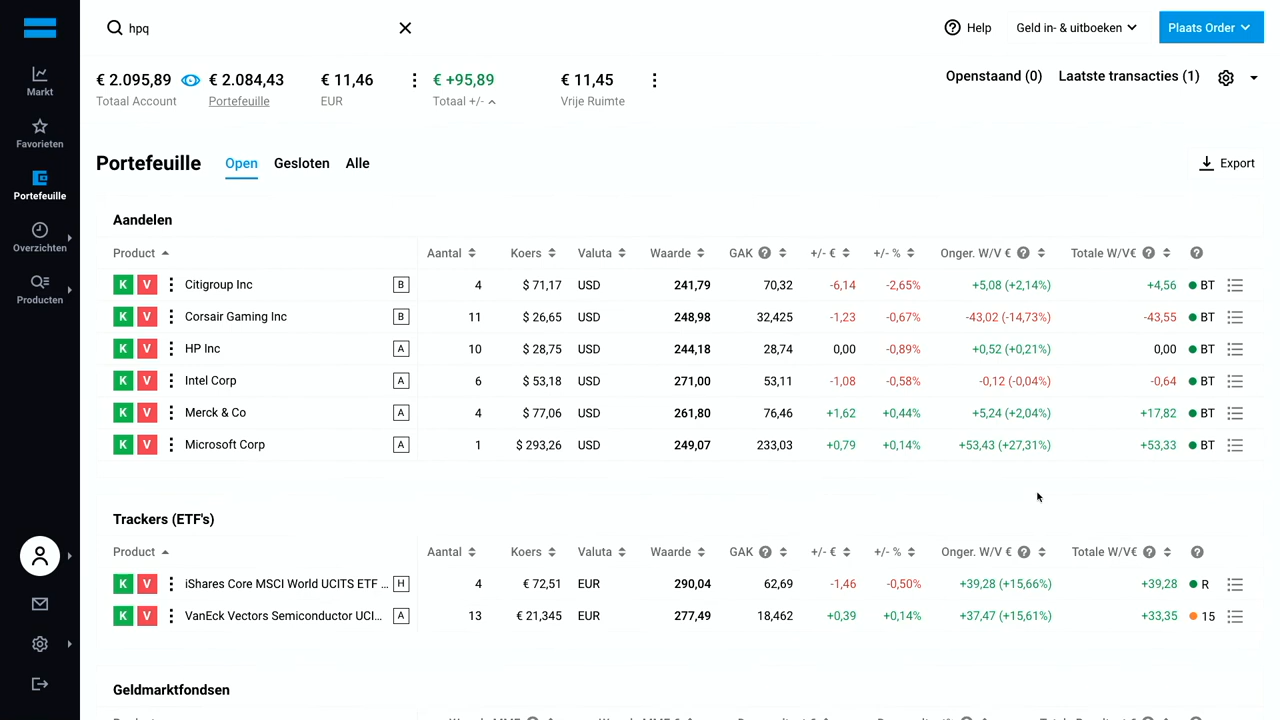 hpq
Help
Geld in- & uitboeken
Plaats Order
Markt
Favorieten
Portefeuille
Overzichten
Producten
€ 2.095,89 € 2.084,43 € 11,46 € +95,89 € 11,45
Totaal Account Portefeuille EUR Totaal +/- Vrije Ruimte
Openstaand (0) Laatste transacties (1)
Portefeuille Open Gesloten Alle Export
Aandelen
Product Aantal Koers Valuta Waarde GAK ? +/- € +/- % Onger. W/V € ? Totale W/V€ ? ?
K V Citigroup Inc B 4 $ 71,17 USD 241,79 70,32 -6,14 -2,65% +5,08 (+2,14%) +4,56 BT
K V Corsair Gaming Inc B 11 $ 26,65 USD 248,98 32,425 -1,23 -0,67% -43,02 (-14,73%) -43,55 BT
K V HP Inc A 10 $ 28,75 USD 244,18 28,74 0,00 -0,89% +0,52 (+0,21%) 0,00 BT
K V Intel Corp A 6 $ 53,18 USD 271,00 53,11 -1,08 -0,58% -0,12 (-0,04%) -0,64 BT
K V Merck & Co A 4 $ 77,06 USD 261,80 76,46 +1,62 +0,44% +5,24 (+2,04%) +17,82 BT
K V Microsoft Corp A 1 $ 293,26 USD 249,07 233,03 +0,79 +0,14% +53,43 (+27,31%) +53,33 BT
Trackers (ETF's)
Product Aantal Koers Valuta Waarde GAK ? +/- € +/- % Onger. W/V € ? Totale W/V€ ? ?
K V iShares Core MSCI World UCITS ETF ... H 4 € 72,51 EUR 290,04 62,69 -1,46 -0,50% +39,28 (+15,66%) +39,28 R
K V VanEck Vectors Semiconductor UCI... A 13 € 21,345 EUR 277,49 18,462 +0,39 +0,14% +37,47 (+15,61%) +33,35 15
Geldmarktfondsen